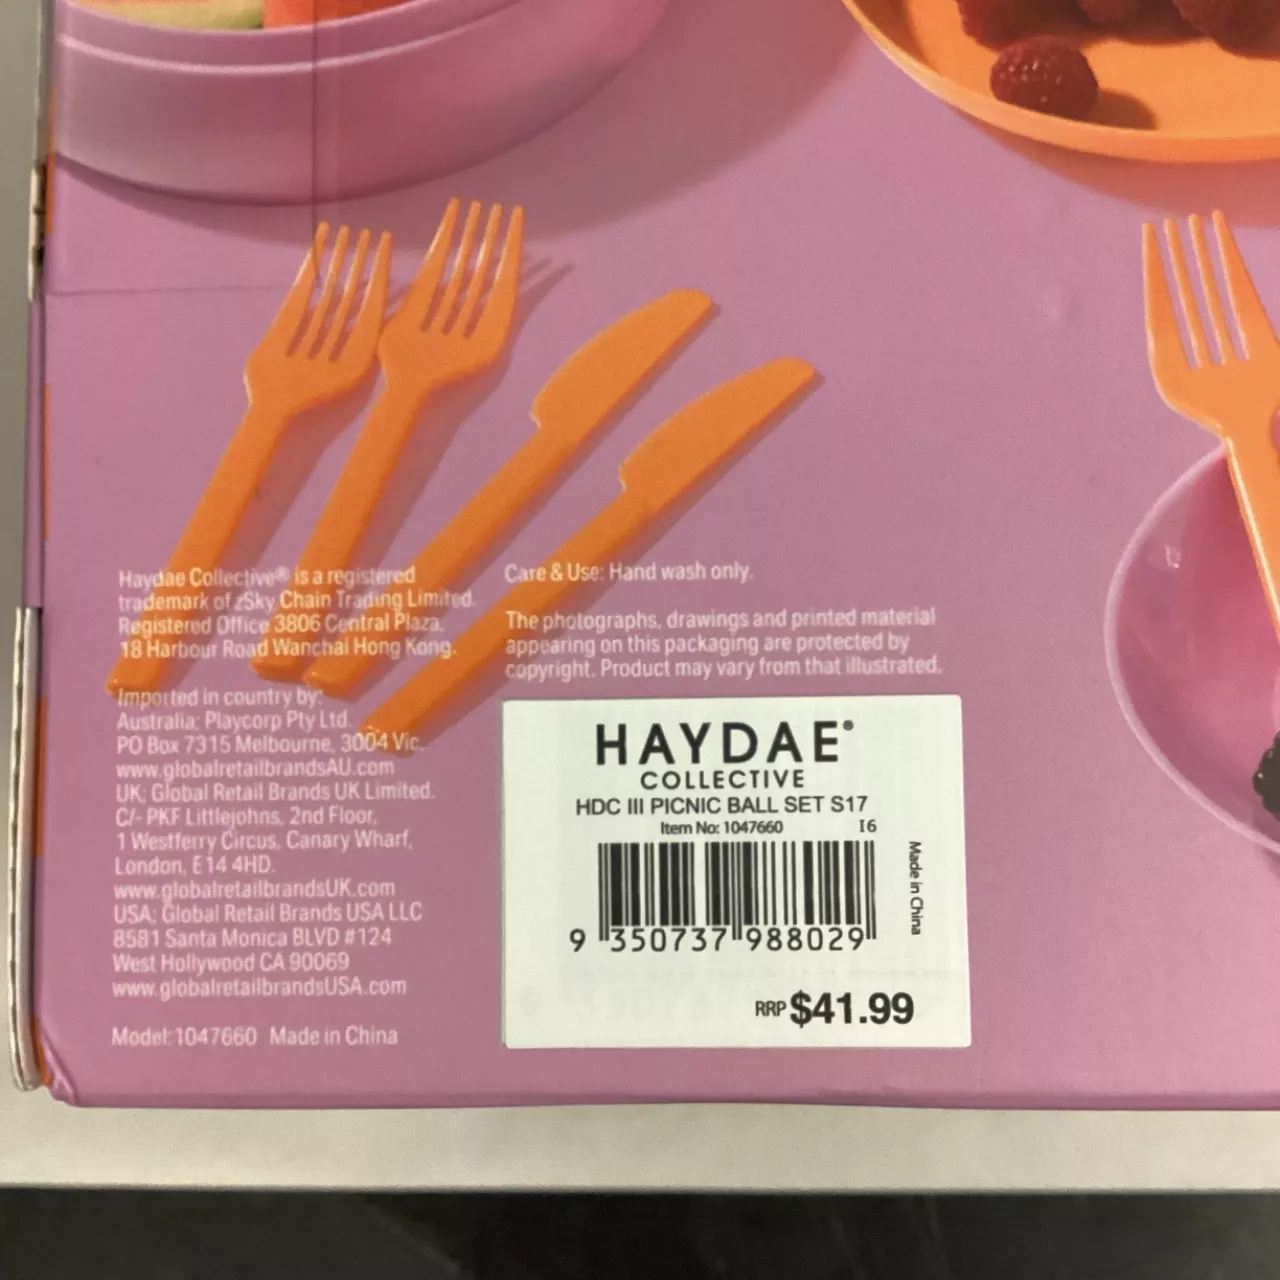 Haydae Collective® is a registered
trademark of zSky Chain Trading Limited.
Registered Office 3806 Central Plaza,
18 Harbour Road Wanchai Hong Kong.
Imported in country by:
Australia: Playcorp Pty Ltd.
PO Box 7315 Melbourne, 3004 Vic.
www.globalretailbrandsAU.com
UK: Global Retail Brands UK Limited.
C/- PKF Littlejohns, 2nd Floor,
1 Westferry Circus, Canary Wharf,
London, E14 4HD.
www.globalretailbrandsUK.com
USA: Global Retail Brands USA LLC
8581 Santa Monica BLVD #124
West Hollywood CA 90069
www.globalretailbrandsUSA.com
Model: 1047660 Made in China
Care & Use: Hand wash only.
The photographs, drawings and printed material
appearing on this packaging are protected by
copyright. Product may vary from that illustrated.
HAYDAE®
COLLECTIVE
HDC III PICNIC BALL SET S17
Item No: 1047660 I6
Made in China
9 350737 988029
RRP $41.99